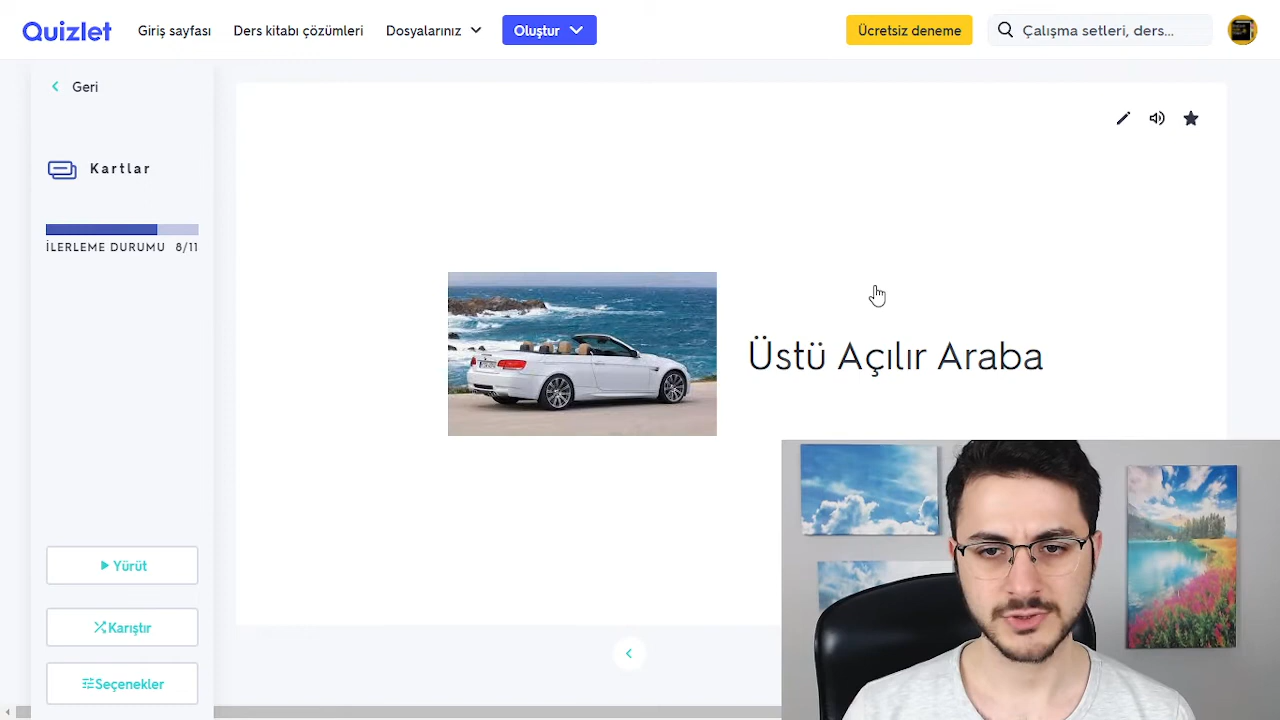 Quizlet
Giriş sayfası
Ders kitabı çözümleri
Dosyalarınız
Oluştur
Ücretsiz deneme
Çalışma setleri, ders...
Geri
Kartlar
İLERLEME DURUMU 8/11
Üstü Açılır Araba
Yürüt
Karıştır
Seçenekler